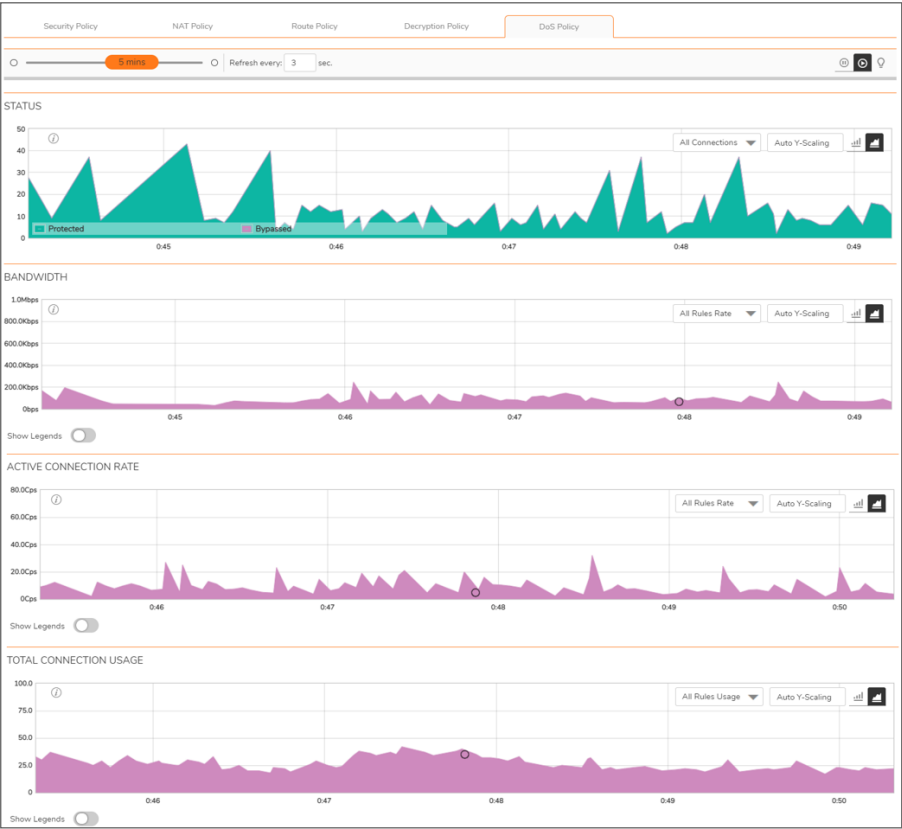 Security Policy NAT Policy Route Policy Decryption Policy DoS Policy
5 mins Refresh every: 3 sec.
STATUS
50
i All Connections Auto Y-Scaling
40
30
20
10
Protected Bypassed
0
0:45 0:46 0:47 0:48 0:49
BANDWIDTH
1.0Mbps
i All Rules Rate Auto Y-Scaling
800.0Kbps
600.0Kbps
400.0Kbps
200.0Kbps
0bps
0:45 0:46 0:47 0:48 0:49
Show Legends
ACTIVE CONNECTION RATE
80.0Cps
i All Rules Rate Auto Y-Scaling
60.0Cps
40.0Cps
20.0Cps
0Cps
0:46 0:47 0:48 0:49 0:50
Show Legends
TOTAL CONNECTION USAGE
100.0
i All Rules Usage Auto Y-Scaling
75.0
50.0
25.0
0
0:46 0:47 0:48 0:49 0:50
Show Legends